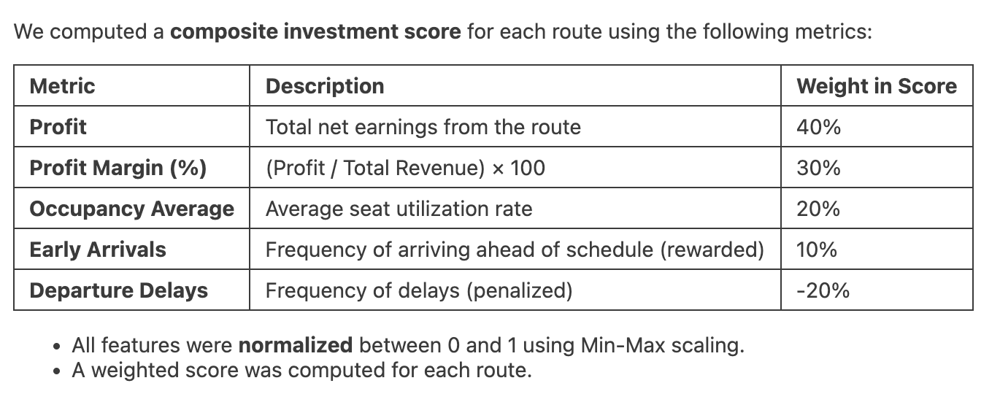 We computed a composite investment score for each route using the following metrics:
Metric Description Weight in Score
Profit Total net earnings from the route 40%
Profit Margin (%) (Profit / Total Revenue) × 100 30%
Occupancy Average Average seat utilization rate 20%
Early Arrivals Frequency of arriving ahead of schedule (rewarded) 10%
Departure Delays Frequency of delays (penalized) -20%
• All features were normalized between 0 and 1 using Min-Max scaling.
• A weighted score was computed for each route.